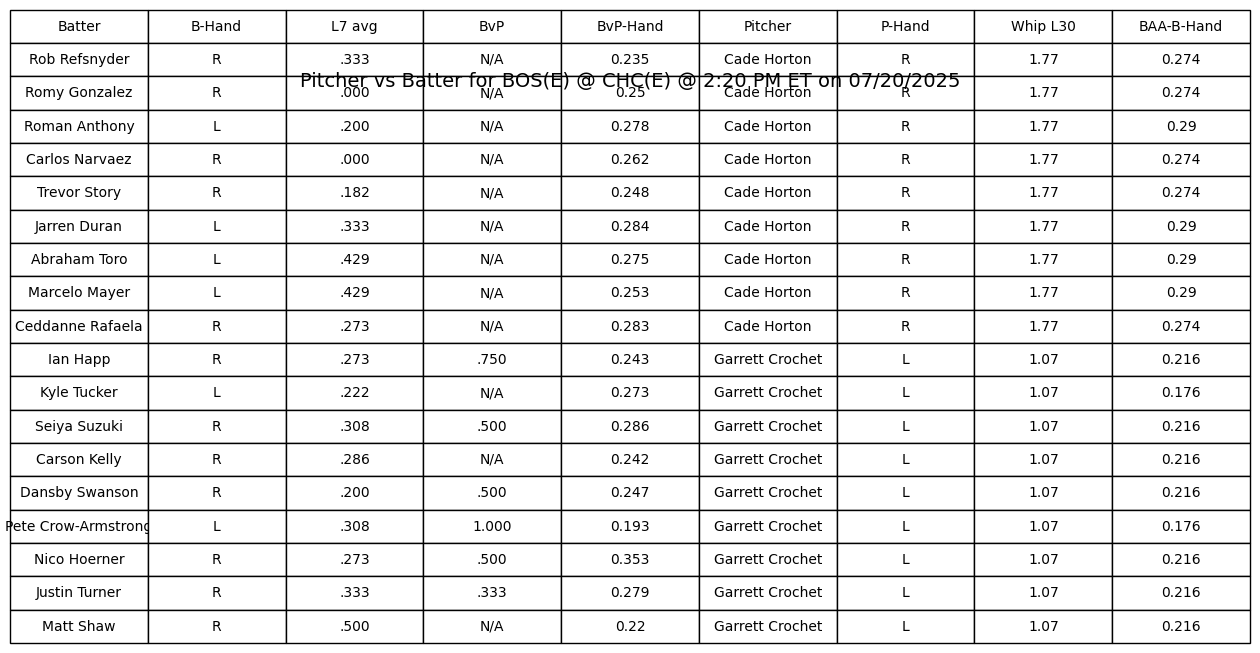 Batter B-Hand L7 avg BvP BvP-Hand Pitcher P-Hand Whip L30 BAA-B-Hand
Rob Refsnyder R .333 N/A 0.235 Cade Horton R 1.77 0.274
Pitcher vs Batter for BOS(E) @ CHC(E) @ 2:20 PM ET on 07/20/2025
Romy Gonzalez R .000 N/A 0.25 Cade Horton R 1.77 0.274
Roman Anthony L .200 N/A 0.278 Cade Horton R 1.77 0.29
Carlos Narvaez R .000 N/A 0.262 Cade Horton R 1.77 0.274
Trevor Story R .182 N/A 0.248 Cade Horton R 1.77 0.274
Jarren Duran L .333 N/A 0.284 Cade Horton R 1.77 0.29
Abraham Toro L .429 N/A 0.275 Cade Horton R 1.77 0.29
Marcelo Mayer L .429 N/A 0.253 Cade Horton R 1.77 0.29
Ceddanne Rafaela R .273 N/A 0.283 Cade Horton R 1.77 0.274
Ian Happ R .273 .750 0.243 Garrett Crochet L 1.07 0.216
Kyle Tucker L .222 N/A 0.273 Garrett Crochet L 1.07 0.176
Seiya Suzuki R .308 .500 0.286 Garrett Crochet L 1.07 0.216
Carson Kelly R .286 N/A 0.242 Garrett Crochet L 1.07 0.216
Dansby Swanson R .200 .500 0.247 Garrett Crochet L 1.07 0.216
Pete Crow-Armstrong L .308 1.000 0.193 Garrett Crochet L 1.07 0.176
Nico Hoerner R .273 .500 0.353 Garrett Crochet L 1.07 0.216
Justin Turner R .333 .333 0.279 Garrett Crochet L 1.07 0.216
Matt Shaw R .500 N/A 0.22 Garrett Crochet L 1.07 0.216